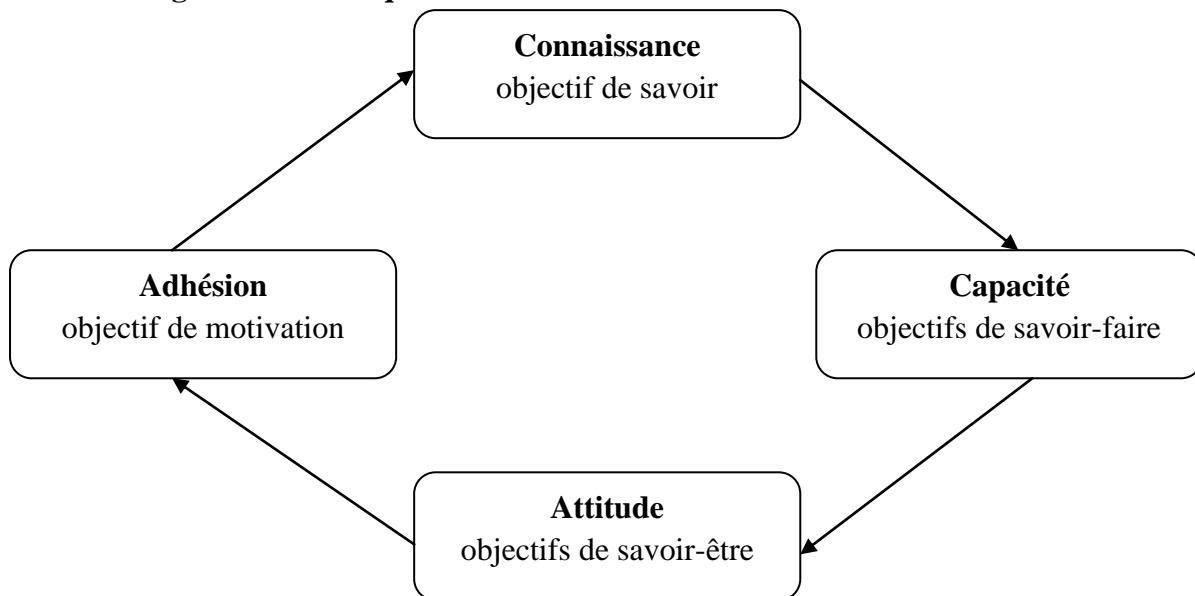 Connaissance
objectif de savoir
Adhésion
objectif de motivation
Capacité
objectifs de savoir-faire
Attitude
objectifs de savoir-être